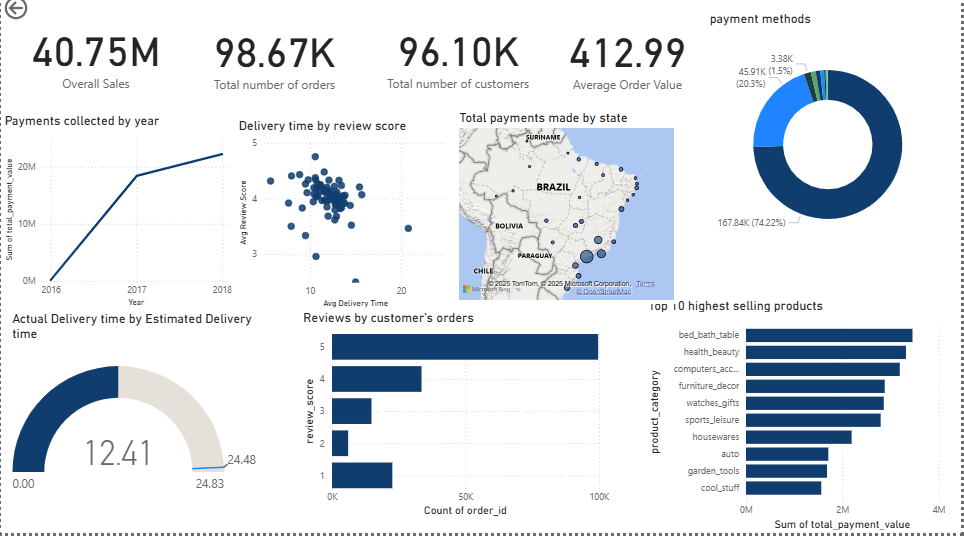 40.75M
Overall Sales
98.67K
Total number of orders
96.10K
Total number of customers
412.99
Average Order Value
payment methods
3.38K
(1.5%)
45.91K
(20.3%)
167.84K (74.22%)
Payments collected by year
Sum of total_payment_value
20M
10M
0M
2016
2017
2018
Year
Delivery time by review score
Avg Review Score
5
4
3
10
20
Avg Delivery Time
Total payments made by state
SURINAME
BRAZIL
BOLIVIA
PARAGUAY
CHILE
Microsoft Bing
© 2025 TomTom, © 2025 Microsoft Corporation, Terms
© OpenStreetMap
Actual Delivery time by Estimated Delivery
time
12.41
0.00
24.48
24.83
Reviews by customer's orders
review_score
5
4
3
2
1
0K
50K
100K
Count of order_id
Top 10 highest selling products
product_category
bed_bath_table
health_beauty
computers_acc...
furniture_decor
watches_gifts
sports_leisure
housewares
auto
garden_tools
cool_stuff
0M
2M
4M
Sum of total_payment_value